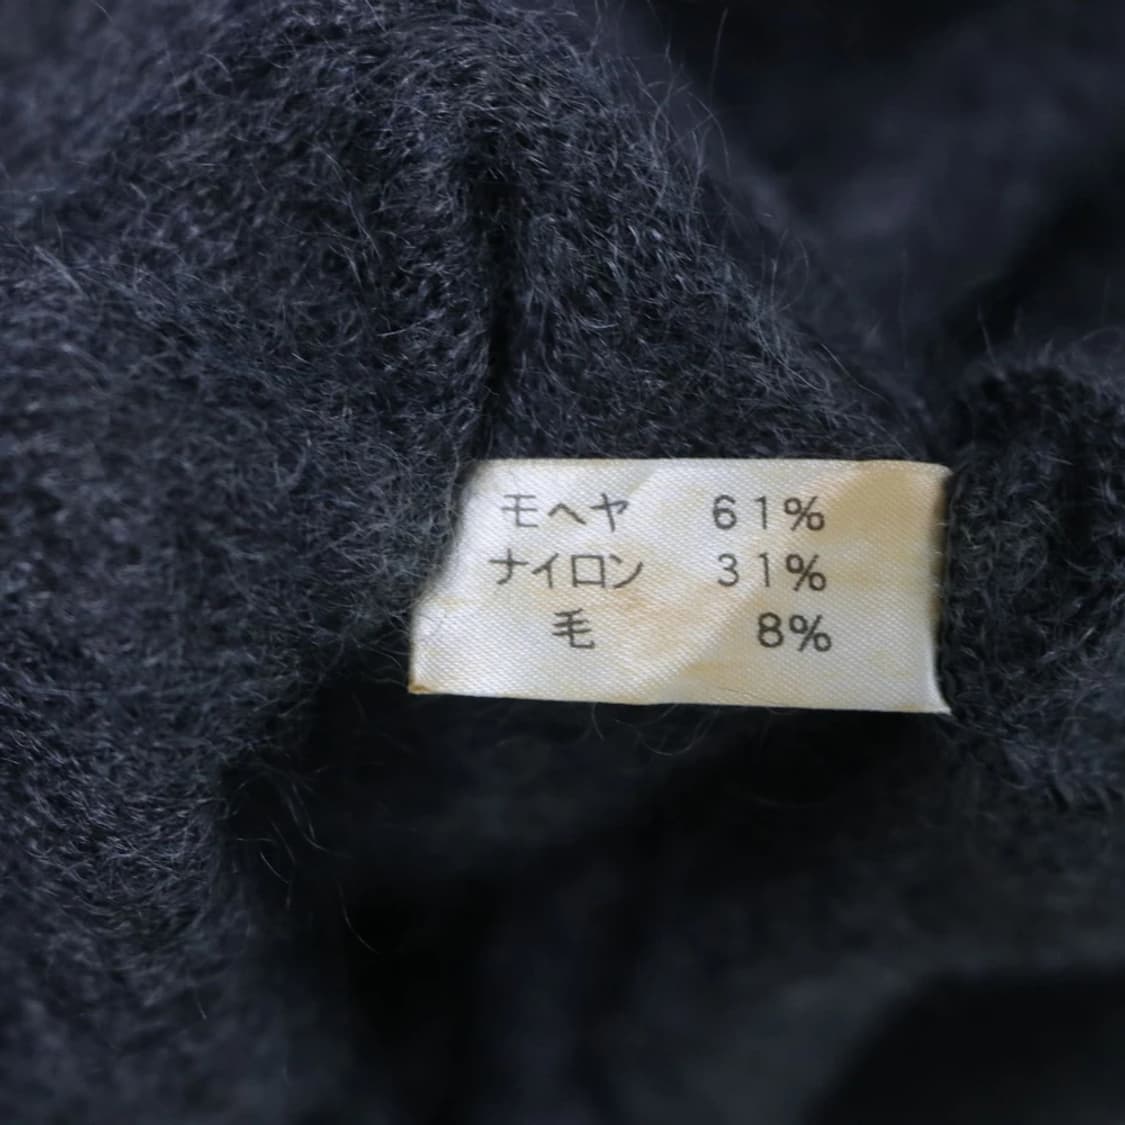 モヘヤ 61%
ナイロン 31%
毛 8%